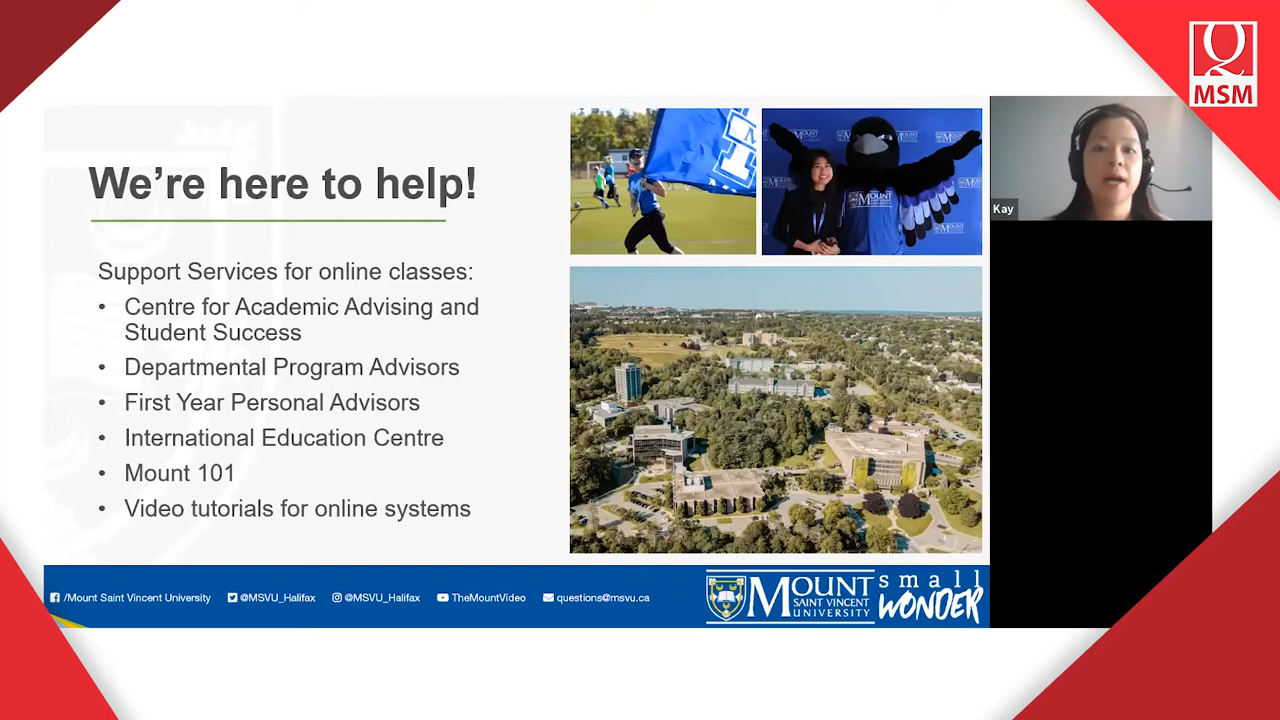 MSM
We're here to help!
Support Services for online classes:
• Centre for Academic Advising and
Student Success
• Departmental Program Advisors
• First Year Personal Advisors
• International Education Centre
• Mount 101
• Video tutorials for online systems
MOUNT
Kay
/Mount Saint Vincent University
@MSVU_Halifax
@MSVU_Halifax
TheMountVideo
questions@msvu.ca
MOUNT
SAINT VINCENT
UNIVERSITY
small
WONDER